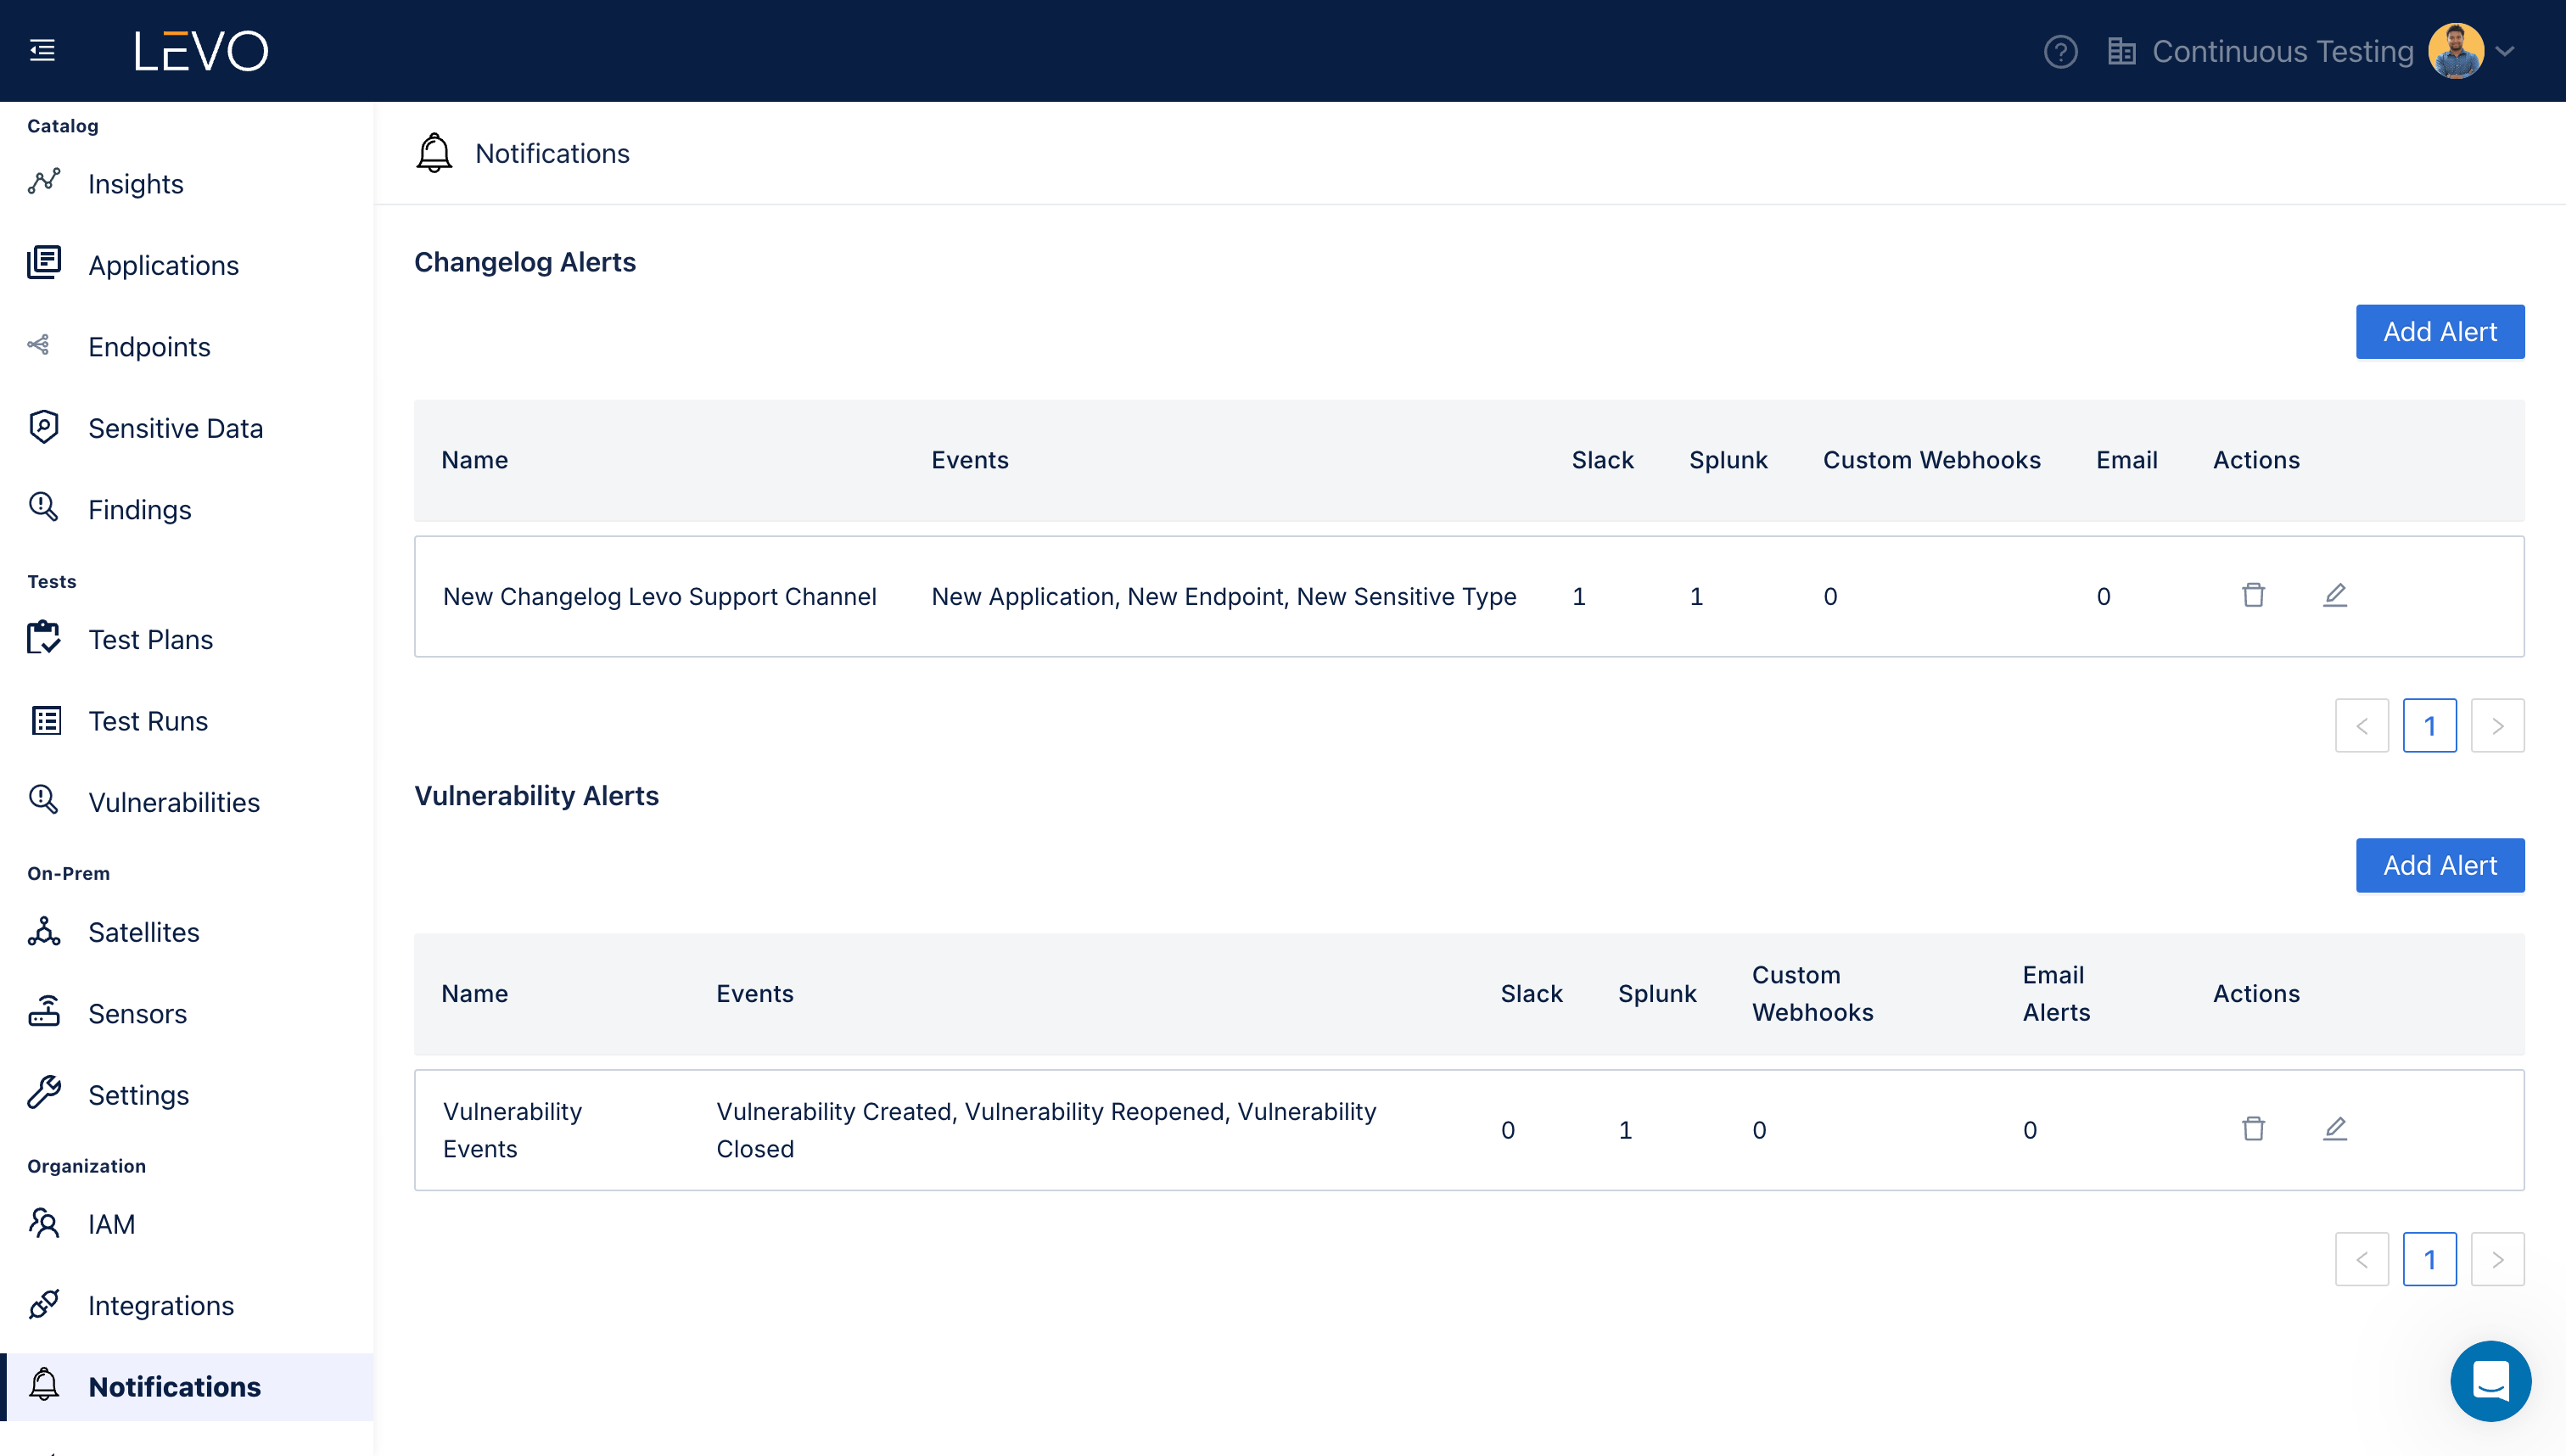 LEVO
Continuous Testing
Catalog
Insights
Applications
Endpoints
Sensitive Data
Findings
Tests
Test Plans
Test Runs
Vulnerabilities
On-Prem
Satellites
Sensors
Settings
Organization
IAM
Integrations
Notifications
Notifications
Changelog Alerts
Add Alert
Name Events Slack Splunk Custom Webhooks Email Actions
New Changelog Levo Support Channel New Application, New Endpoint, New Sensitive Type 1 1 0 0
1
Vulnerability Alerts
Add Alert
Name Events Slack Splunk Custom Webhooks Email Alerts Actions
Vulnerability Events Vulnerability Created, Vulnerability Reopened, Vulnerability Closed 0 1 0 0
1